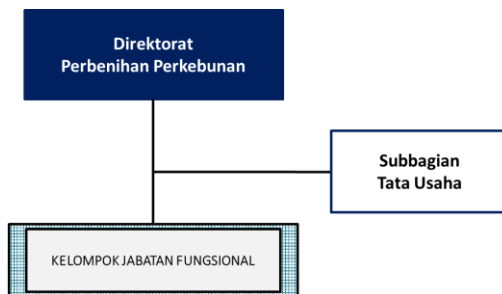 Direktorat
Perbenihan Perkebunan
Subbagian
Tata Usaha
KELOMPOK JABATAN FUNGSIONAL